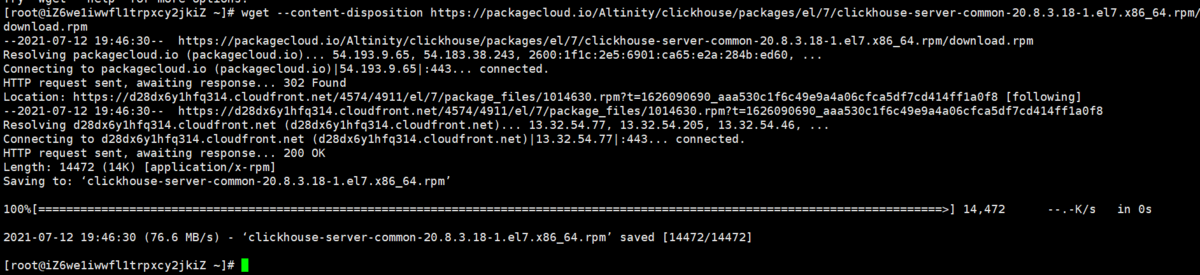 Try `wget --help' for more options.
[root@iZ6we1iwwfl1trpxcy2jkiZ ~]# wget --content-disposition https://packagecloud.io/Altinity/clickhouse/packages/el/7/clickhouse-server-common-20.8.3.18-1.el7.x86_64.rpm/
download.rpm
--2021-07-12 19:46:30--  https://packagecloud.io/Altinity/clickhouse/packages/el/7/clickhouse-server-common-20.8.3.18-1.el7.x86_64.rpm/download.rpm
Resolving packagecloud.io (packagecloud.io)... 54.193.9.65, 54.183.38.243, 2600:1f1c:2e5:6901:ca65:e2a:284b:ed60, ...
Connecting to packagecloud.io (packagecloud.io)|54.193.9.65|:443... connected.
HTTP request sent, awaiting response... 302 Found
Location: https://d28dx6y1hfq314.cloudfront.net/4574/4911/el/7/package_files/1014630.rpm?t=1626090690_aaa530c1f6c49e9a4a06cfca5df7cd414ff1a0f8 [following]
--2021-07-12 19:46:30--  https://d28dx6y1hfq314.cloudfront.net/4574/4911/el/7/package_files/1014630.rpm?t=1626090690_aaa530c1f6c49e9a4a06cfca5df7cd414ff1a0f8
Resolving d28dx6y1hfq314.cloudfront.net (d28dx6y1hfq314.cloudfront.net)... 13.32.54.77, 13.32.54.205, 13.32.54.46, ...
Connecting to d28dx6y1hfq314.cloudfront.net (d28dx6y1hfq314.cloudfront.net)|13.32.54.77|:443... connected.
HTTP request sent, awaiting response... 200 OK
Length: 14472 (14K) [application/x-rpm]
Saving to: ‘clickhouse-server-common-20.8.3.18-1.el7.x86_64.rpm’
100%[=====================================================================================================================>] 14,472      --.-K/s   in 0s
2021-07-12 19:46:30 (76.6 MB/s) - ‘clickhouse-server-common-20.8.3.18-1.el7.x86_64.rpm’ saved [14472/14472]
[root@iZ6we1iwwfl1trpxcy2jkiZ ~]#